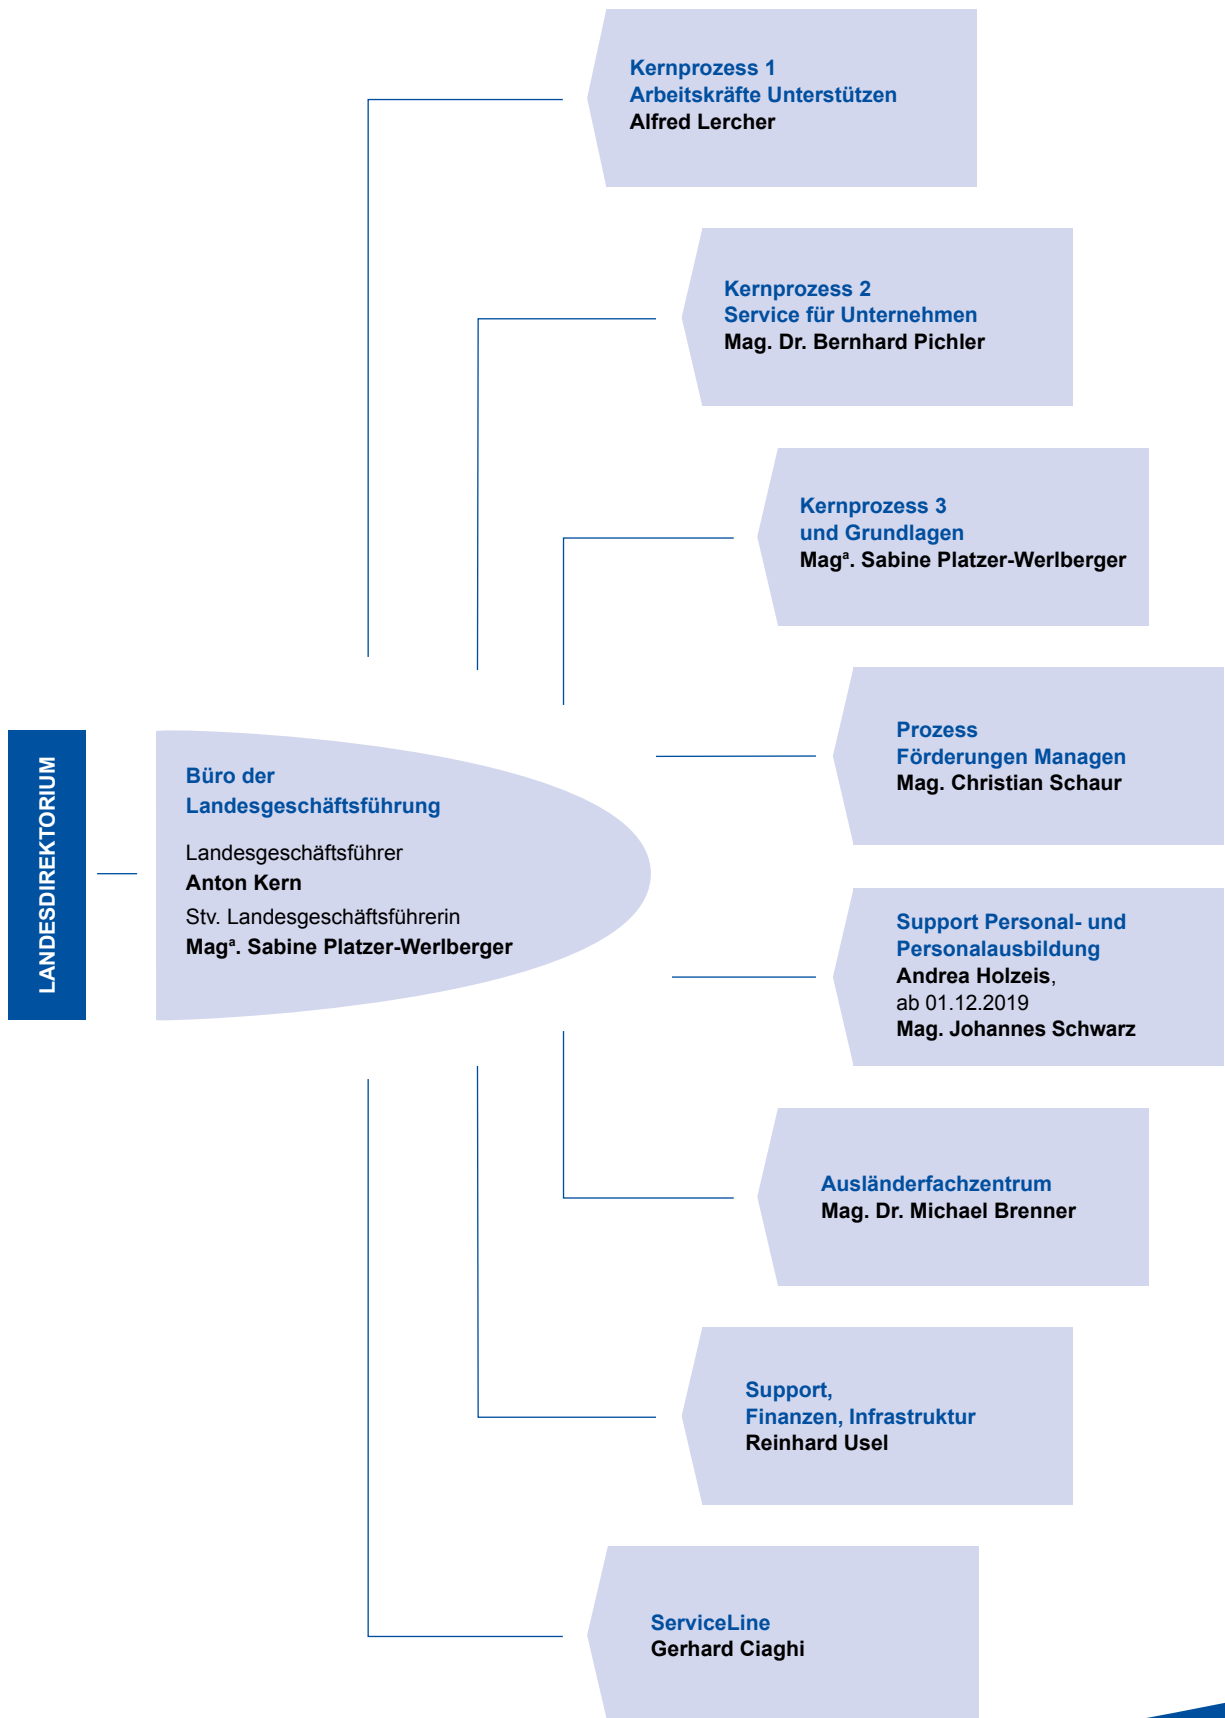 Kernprozess 1
Arbeitskräfte Unterstützen
Alfred Lercher
Kernprozess 2
Service für Unternehmen
Mag. Dr. Bernhard Pichler
Kernprozess 3
und Grundlagen
Magª. Sabine Platzer-Werlberger
Prozess
Förderungen Managen
Mag. Christian Schaur
LANDESDIREKTORIUM
Büro der
Landesgeschäftsführung
Landesgeschäftsführer
Anton Kern
Stv. Landesgeschäftsführerin
Magª. Sabine Platzer-Werlberger
Support Personal- und
Personalausbildung
Andrea Holzeis,
ab 01.12.2019
Mag. Johannes Schwarz
Ausländerfachzentrum
Mag. Dr. Michael Brenner
Support,
Finanzen, Infrastruktur
Reinhard Usel
ServiceLine
Gerhard Ciaghi